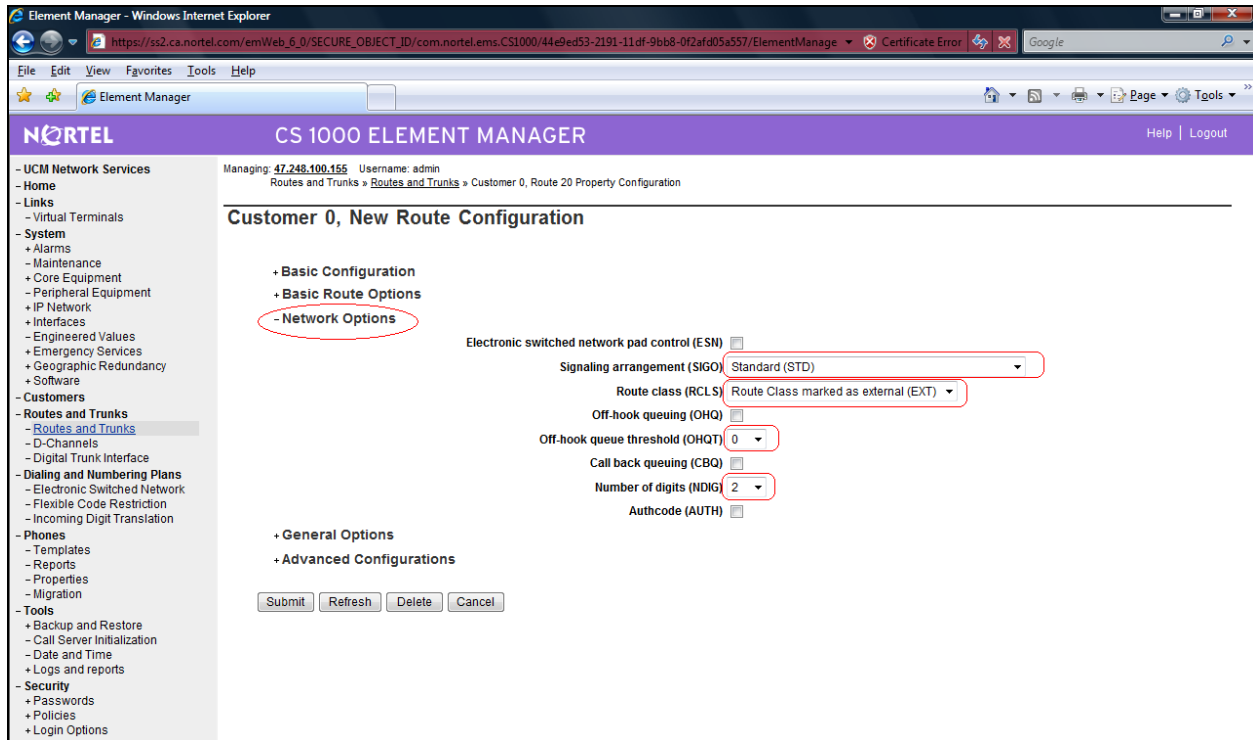 Element Manager - Windows Internet Explorer
https://ss2.ca.nortel.com/emWeb_6_0/SECURE_OBJECT_ID/com.nortel.ems.CS1000/44e9ed53-2191-11df-9bb8-0f2afd05a557/ElementManage Certificate Error Google
File Edit View Favorites Tools Help
Element Manager Page Tools »
NORTEL CS 1000 ELEMENT MANAGER Help | Logout
Managing: 47.248.100.155 Username: admin
Routes and Trunks » Routes and Trunks » Customer 0, Route 20 Property Configuration
- UCM Network Services
- Home
- Links
- Virtual Terminals
- System
+ Alarms
- Maintenance
+ Core Equipment
- Peripheral Equipment
+ IP Network
+ Interfaces
- Engineered Values
+ Emergency Services
+ Geographic Redundancy
+ Software
- Customers
- Routes and Trunks
- Routes and Trunks
- D-Channels
- Digital Trunk Interface
- Dialing and Numbering Plans
- Electronic Switched Network
- Flexible Code Restriction
- Incoming Digit Translation
- Phones
- Templates
- Reports
- Properties
- Migration
- Tools
+ Backup and Restore
- Call Server Initialization
- Date and Time
+ Logs and reports
- Security
+ Passwords
+ Policies
+ Login Options
Customer 0, New Route Configuration
+ Basic Configuration
+ Basic Route Options
- Network Options
Electronic switched network pad control (ESN)
Signaling arrangement (SIGO) Standard (STD)
Route class (RCLS) Route Class marked as external (EXT)
Off-hook queuing (OHQ)
Off-hook queue threshold (OHQT) 0
Call back queuing (CBQ)
Number of digits (NDIG) 2
Authcode (AUTH)
+ General Options
+ Advanced Configurations
Submit Refresh Delete Cancel